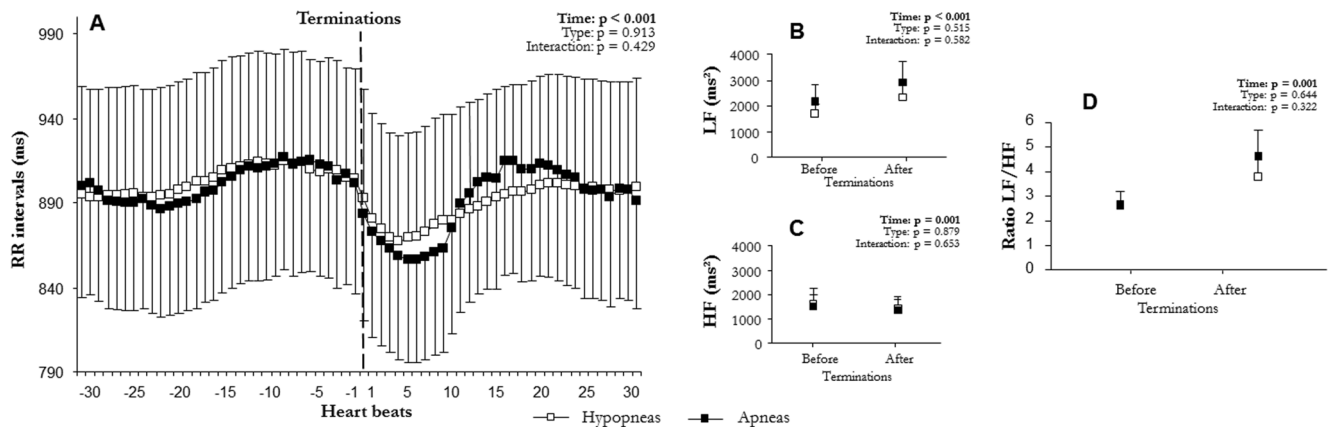 A
Terminations
Time: p < 0.001
Type: p = 0.913
Interaction: p = 0.429
RR intervals (ms)
990
940
890
840
790
-30 -25 -20 -15 -10 -5 -1 1 5 10 15 20 25 30
Heart beats
Hypopneas Apneas
B
Time: p < 0.001
Type: p = 0.515
Interaction: p = 0.582
LF (ms²)
5000
4000
3000
2000
1000
0
Before After
Terminations
C
Time: p = 0.001
Type: p = 0.879
Interaction: p = 0.653
HF (ms²)
4000
3000
2000
1000
0
Before After
Terminations
D
Time: p = 0.001
Type: p = 0.644
Interaction: p = 0.322
Ratio LF/HF
6
5
4
3
2
1
0
Before After
Terminations